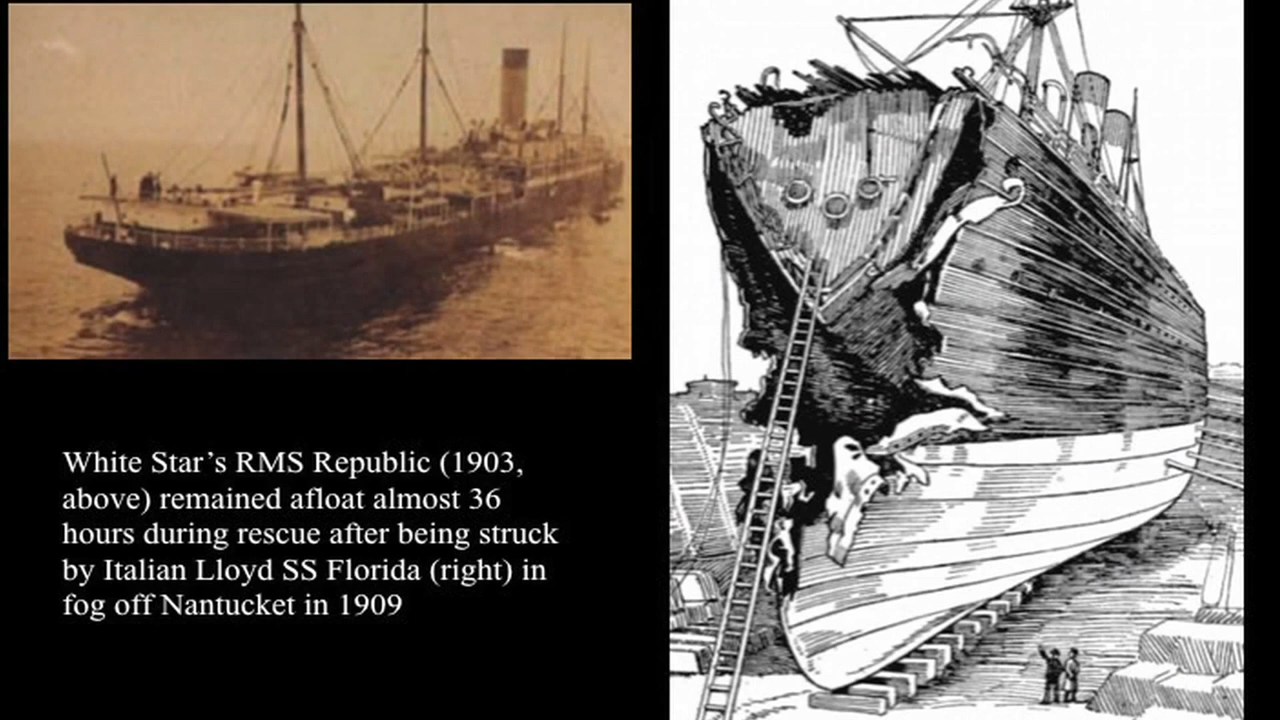 White Star’s RMS Republic (1903,
above) remained afloat almost 36
hours during rescue after being struck
by Italian Lloyd SS Florida (right) in
fog off Nantucket in 1909